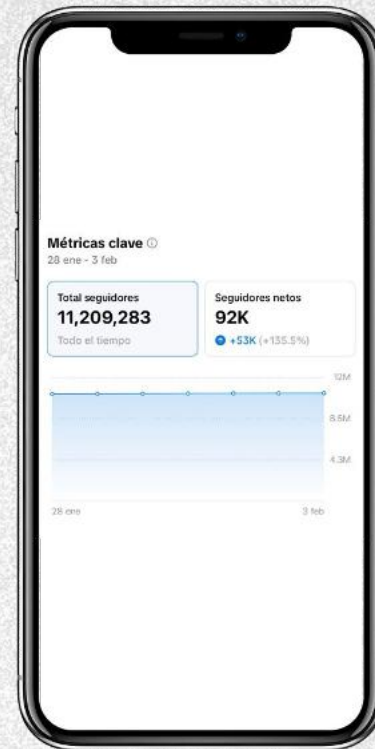 Métricas clave
28 ene - 3 feb
Total seguidores
11,209,283
Todo el tiempo
Seguidores netos
92K
+53K (+135.5%)
12M
8.5M
4.3M
28 ene
3 feb